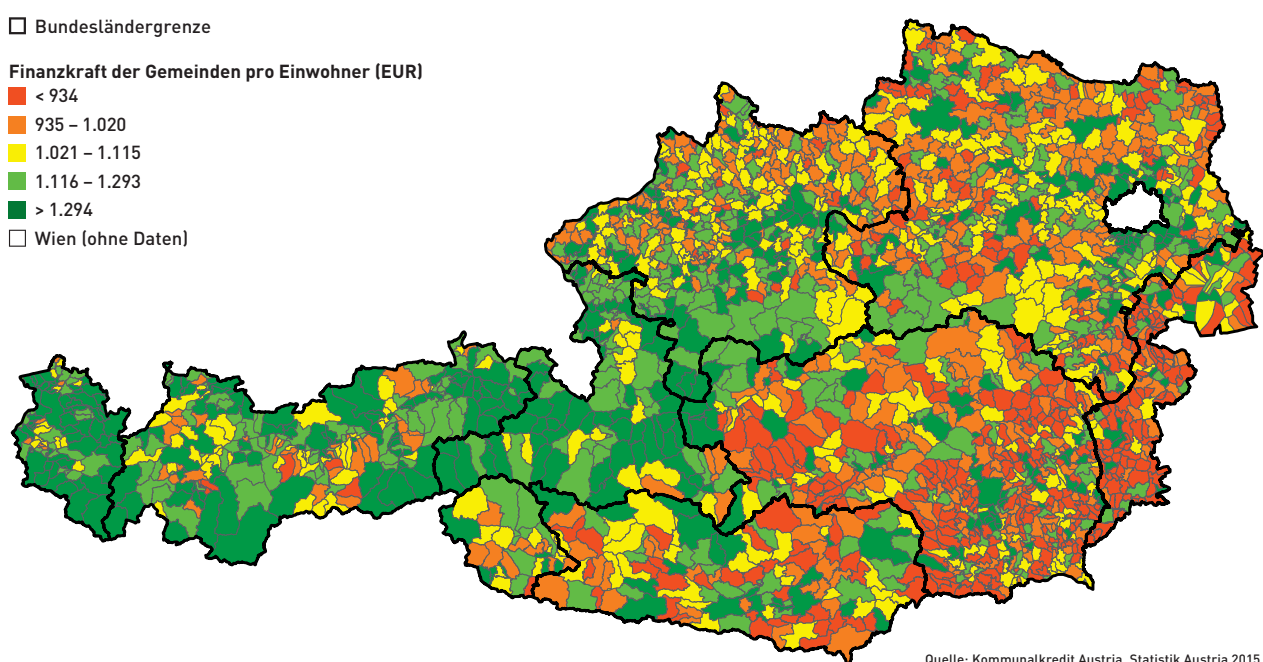 Bundesländergrenze
Finanzkraft der Gemeinden pro Einwohner (EUR)
< 934
935 – 1.020
1.021 – 1.115
1.116 – 1.293
> 1.294
Wien (ohne Daten)
Quelle: Kommunalkredit Austria, Statistik Austria 2015